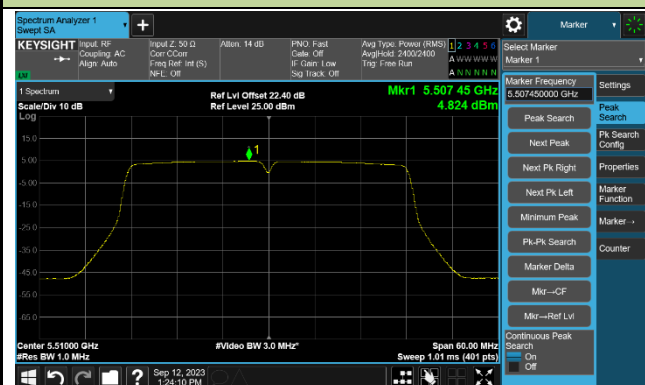 Spectrum Analyzer 1
Swept SA
KEYSIGHT
Input: RF
Coupling: AC
Align: Auto
Input Z: 50 Ω
Corr CCorr
Freq Ref: Int (S)
NFE: Off
Atten: 14 dB
PNO: Fast
Gate: Off
IF Gain: Low
Sig Track: Off
Avg Type: Power (RMS)
Avg|Hold: 2400/2400
Trig: Free Run
1 2 3 4 5 6
A W W W W W
A N N N N N
LXI
1 Spectrum
Scale/Div 10 dB
Log
Ref Lvl Offset 22.40 dB
Ref Level 25.00 dBm
Mkr1 5.507 45 GHz
4.824 dBm
15.0
5.00
-5.00
-15.0
-25.0
-35.0
-45.0
-55.0
-65.0
1
Center 5.51000 GHz
#Res BW 1.0 MHz
#Video BW 3.0 MHz*
Span 60.00 MHz
Sweep 1.01 ms (401 pts)
Sep 12, 2023
1:24:10 PM
Marker
Select Marker
Marker 1
Marker Frequency
5.507450000 GHz
Peak Search
Next Peak
Next Pk Right
Next Pk Left
Minimum Peak
Pk-Pk Search
Marker Delta
Mkr→CF
Mkr→Ref Lvl
Continuous Peak
Search
On
Off
Settings
Peak
Search
Pk Search
Config
Properties
Marker
Function
Marker→
Counter